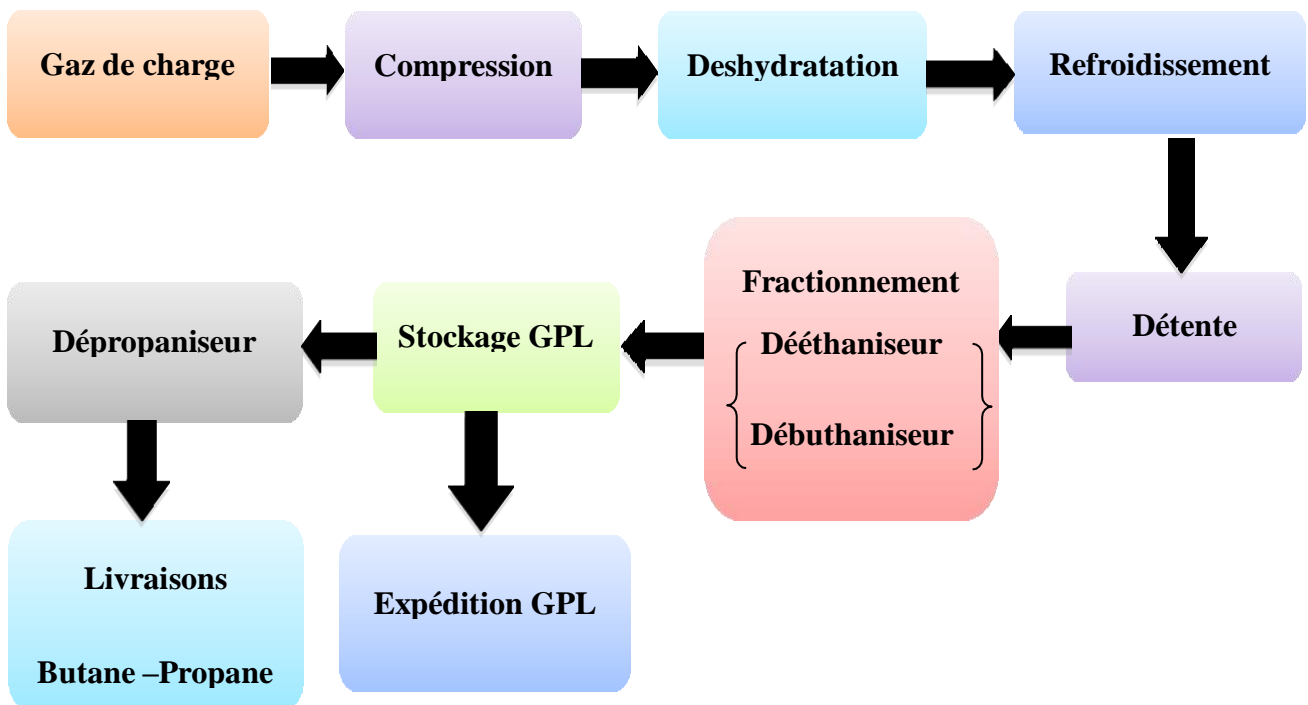 Gaz de charge
Compression
Deshydratation
Refroidissement
Détente
Fractionnement
Dééthaniseur
Débuthaniseur
Stockage GPL
Dépropaniseur
Expédition GPL
Livraisons
Butane –Propane